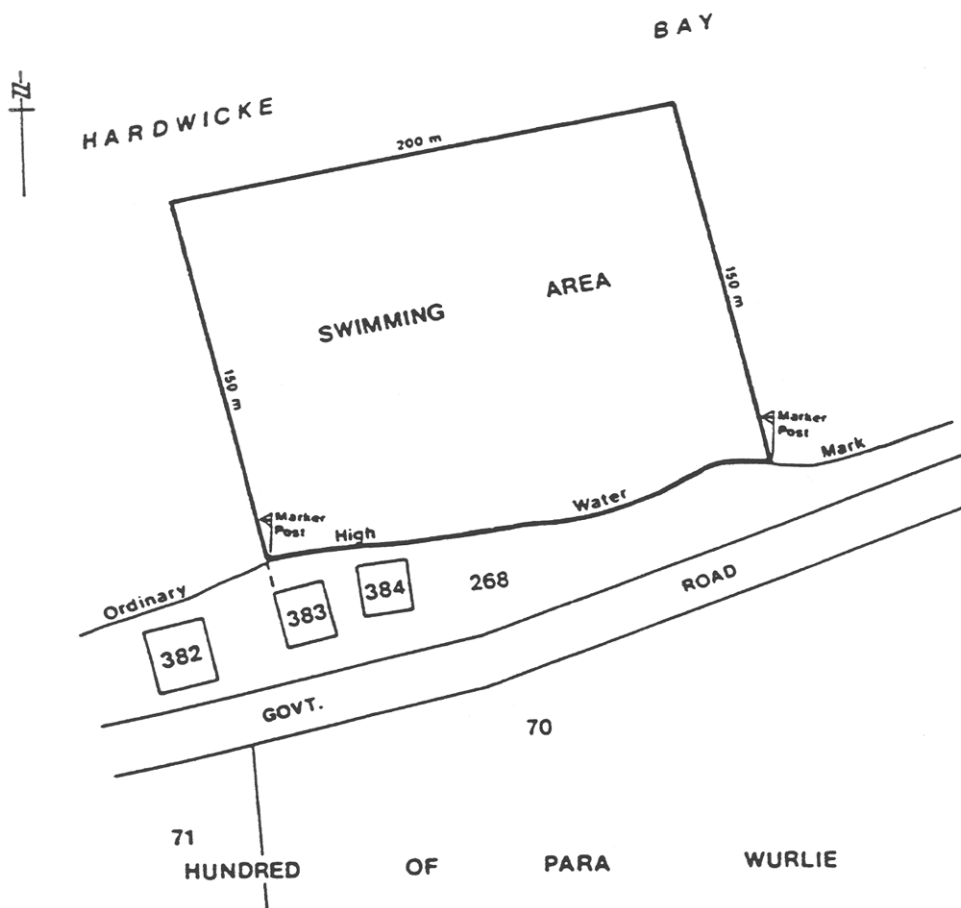 BAY
HARDWICKE
200 m
SWIMMING AREA
150 m
150 m
Marker
Post
Mark
Water
Marker
Post
High
Ordinary
382
383
384
268
ROAD
GOVT.
70
71
HUNDRED OF PARA WURLIE